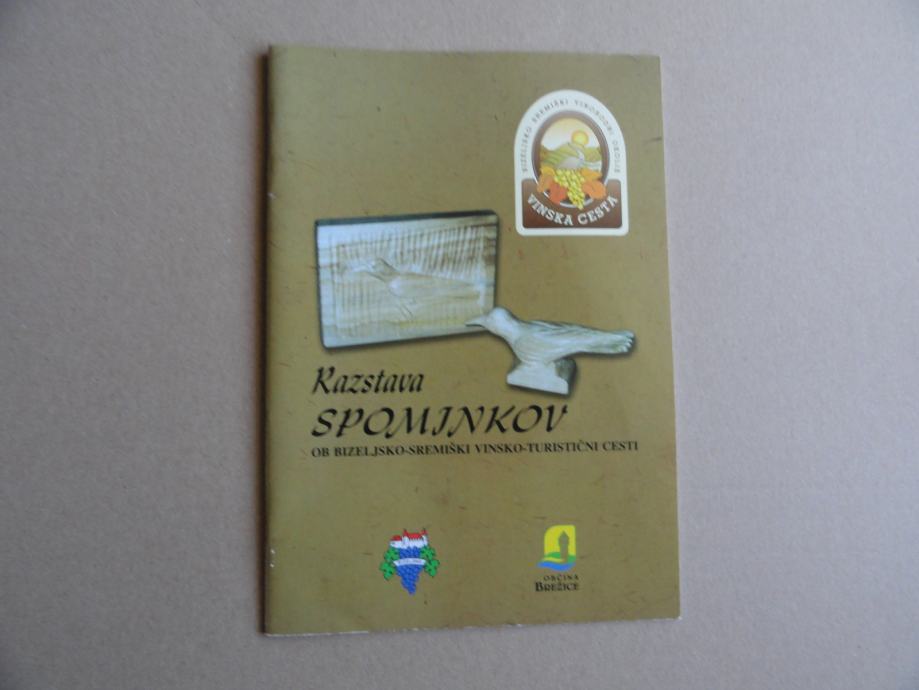 BIZELJSKO SREMIŠKI VINORODNI OKOLIŠ
VINSKA CESTA
Razstava
SPOMINKOV
OB BIZELJSKO-SREMIŠKI VINSKO-TURISTIČNI CESTI
OBČINA
BREŽICE